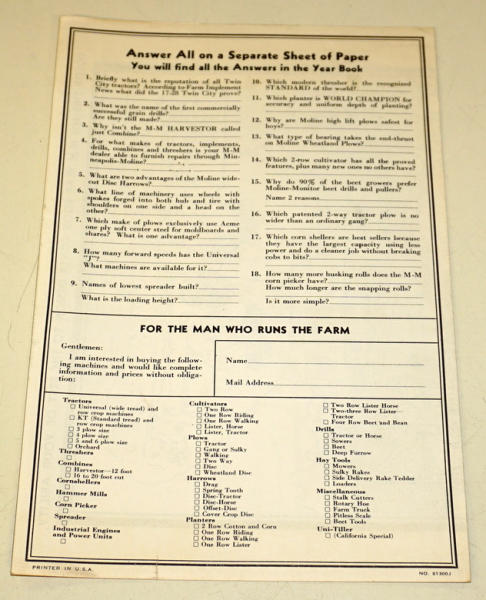 Answer All on a Separate Sheet of Paper
You will find all the Answers in the Year Book
1. Briefly what is the reputation of all Twin
City tractors? According to Farm Implement
News what did the 17-28 Twin City prove?
2. What was the name of the first commercially
successful grain drills?
Are they still made?
3. Why isn't the M-M HARVESTOR called
just Combine?
4. For what makes of tractors, implements,
drills, combines and threshers is your M-M
dealer able to furnish repairs through Min-
neapolis-Moline?
5. What are two advantages of the Moline wide-
cut Disc Harrows?
6. What line of machinery uses wheels with
spokes forged into both hub and tire with
shoulders on one side and a head on the
other?
7. Which make of plows exclusively use Acme
one ply soft center steel for moldboards and
shares? What is one advantage?
8. How many forward speeds has the Universal
"J"?
What machines are available for it?
9. Names of lowest spreader built?
What is the loading height?
10. Which modern thresher is the recognized
STANDARD of the world?
11. Which planter is WORLD CHAMPION for
accuracy and uniform depth of planting?
12. Why are Moline high lift plows safest for
boys?
13. What type of bearing takes the end-thrust
on Moline Wheatland Plows?
14. Which 2-row cultivator has all the proved
features, plus many new ones no others have?
15. Why do 90% of the beet growers prefer
Moline-Monitor beet drills and pullers?
Name 2 reasons
16. Which patented 2-way tractor plow is no
wider than an ordinary gang?
17. Which corn shellers are best sellers because
they have the largest capacity using less
power and do a cleaner job without breaking
cobs to bits?
18. How many more husking rolls does the M-M
corn picker have?
How much longer are the snapping rolls?
Is it more simple?
FOR THE MAN WHO RUNS THE FARM
Gentlemen:
I am interested in buying the follow-
ing machines and would like complete
information and prices without obliga-
tion:
Name
Mail Address
Tractors
Universal (wide tread) and
row crop machines
KT (Standard tread) and
row crop machines
3 plow size
4 plow size
5 and 6 plow size
Orchard
Threshers
Combines
Harvestor—12 foot
16 to 20 foot cut
Cornshellers
Hammer Mills
Corn Picker
Spreader
Industrial Engines
and Power Units
Cultivators
Two Row
One Row Riding
One Row Walking
Lister, Horse
Lister, Tractor
Plows
Tractor
Gang or Sulky
Walking
Two Way
Disc
Wheatland Disc
Harrows
Drag
Spring Tooth
Disc-Tractor
Disc-Horse
Offset-Disc
Cover Crop Disc
Planters
2 Row Cotton and Corn
One Row Riding
One Row Walking
One Row Lister
Two Row Lister Horse
Two-three Row Lister
Tractor
Four Row Beet and Bean
Drills
Tractor or Horse
Sowers
Beet
Deep Furrow
Hay Tools
Mowers
Sulky Rakes
Side Delivery Rake Tedder
Loaders
Miscellaneous
Stalk Cutters
Rotary Hoe
Farm Truck
Pitless Scale
Beet Tools
Uni-Tiller
(California Special)
PRINTED IN U.S.A.